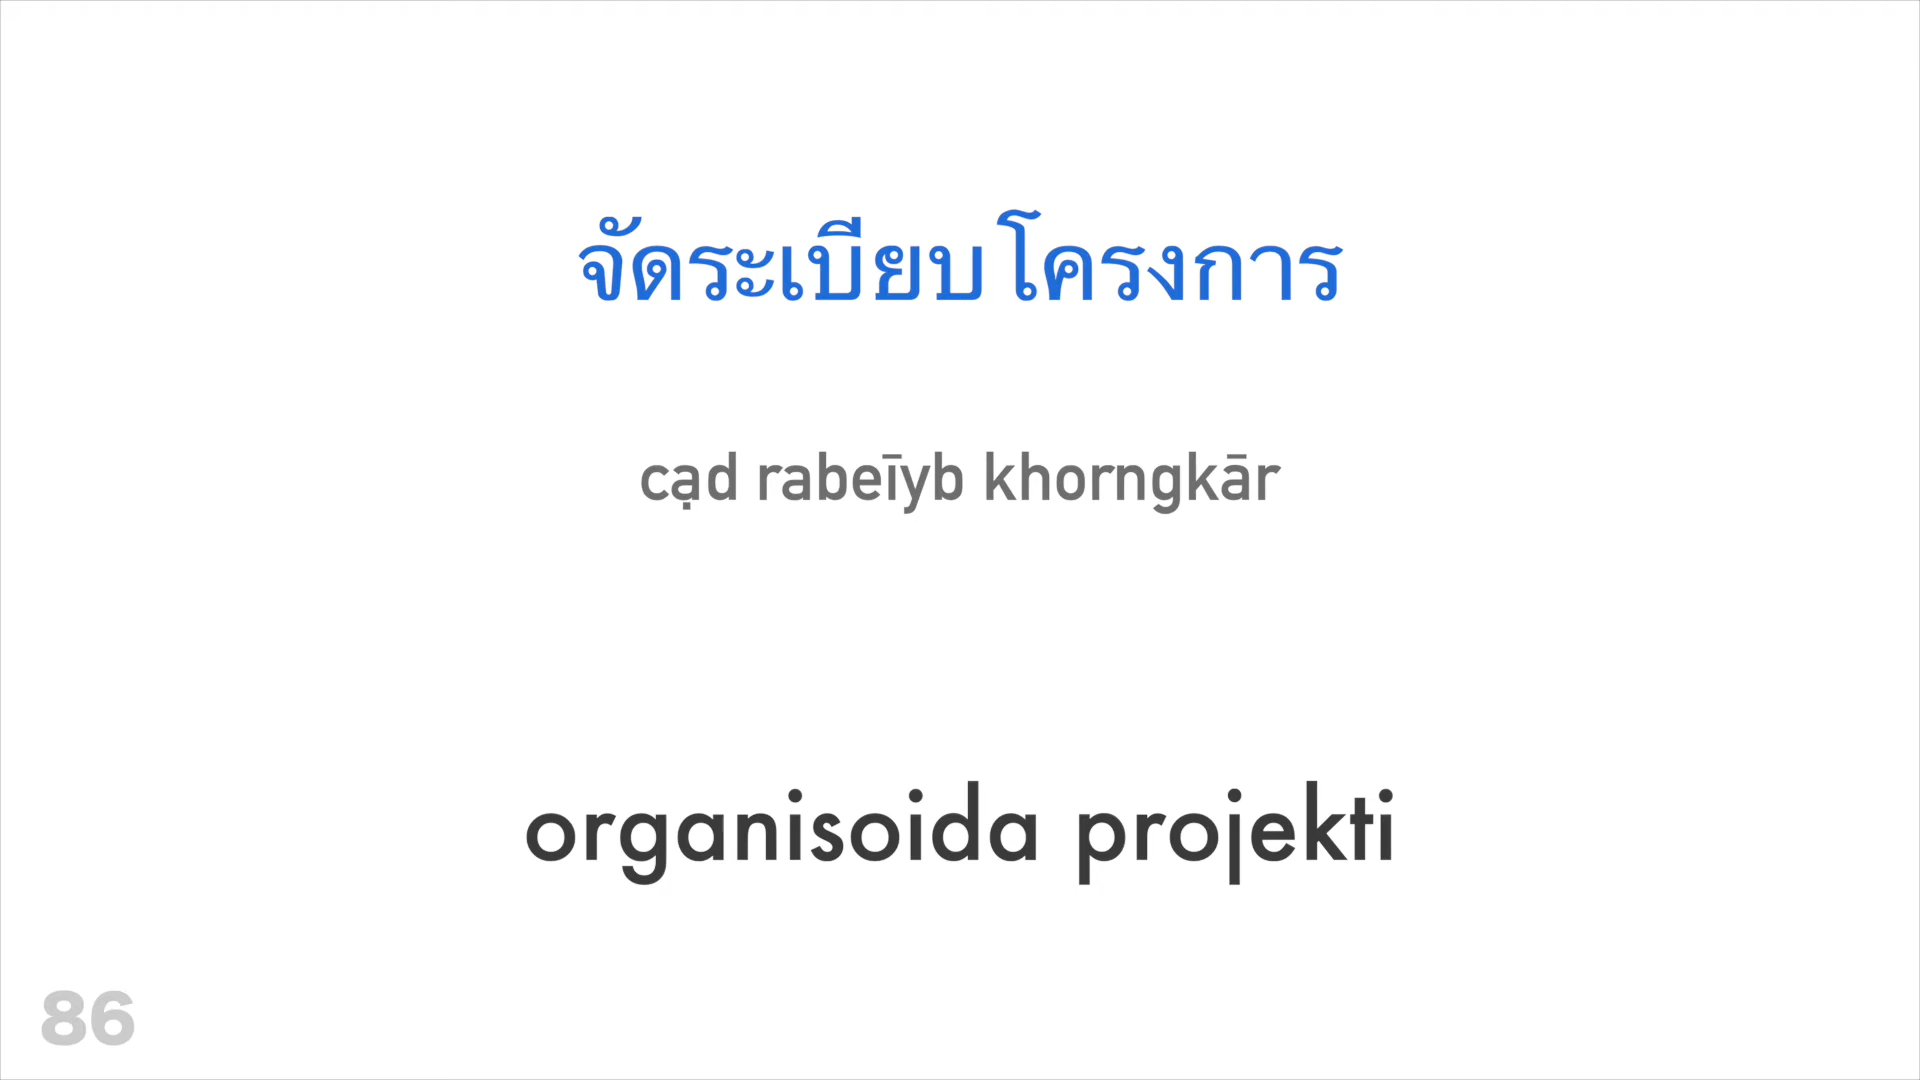 จัดระเบียบโครงการ
cạd rabeīyb khorngkār
organisoida projekti
86